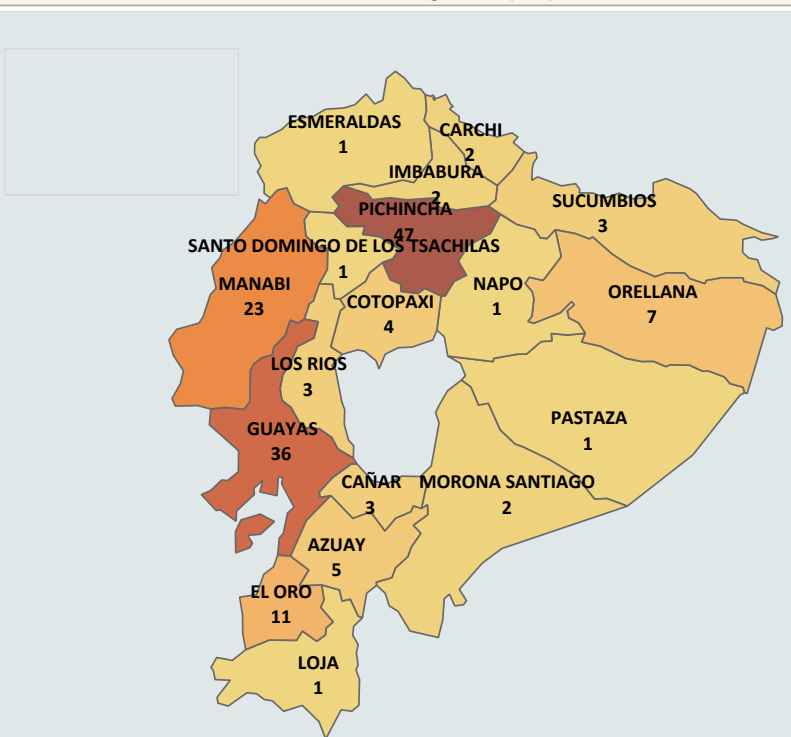 ESMERALDAS
1
CARCHI
2
IMBABURA
2
PICHINCHA
47
SUCUMBIOS
3
SANTO DOMINGO DE LOS TSACHILAS
1
MANABI
23
COTOPAXI
4
NAPO
1
ORELLANA
7
LOS RIOS
3
GUAYAS
36
PASTAZA
1
CAÑAR
3
MORONA SANTIAGO
2
AZUAY
5
EL ORO
11
LOJA
1